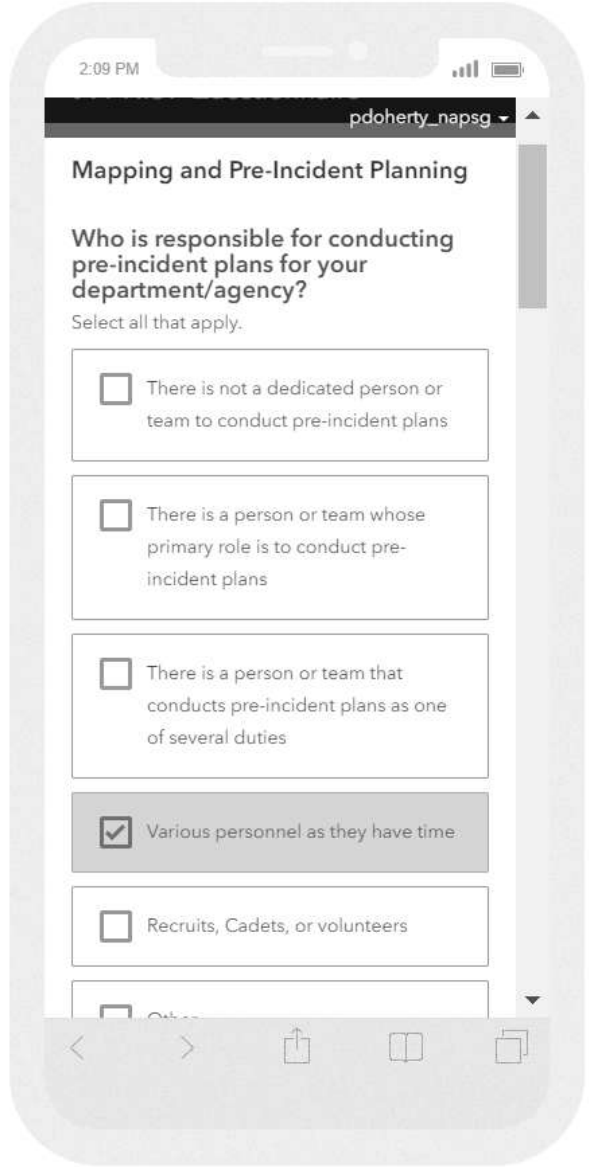 2:09 PM
pdoherty_napsg
Mapping and Pre-Incident Planning
Who is responsible for conducting
pre-incident plans for your
department/agency?
Select all that apply.
There is not a dedicated person or
team to conduct pre-incident plans
There is a person or team whose
primary role is to conduct pre-
incident plans
There is a person or team that
conducts pre-incident plans as one
of several duties
Various personnel as they have time
Recruits, Cadets, or volunteers